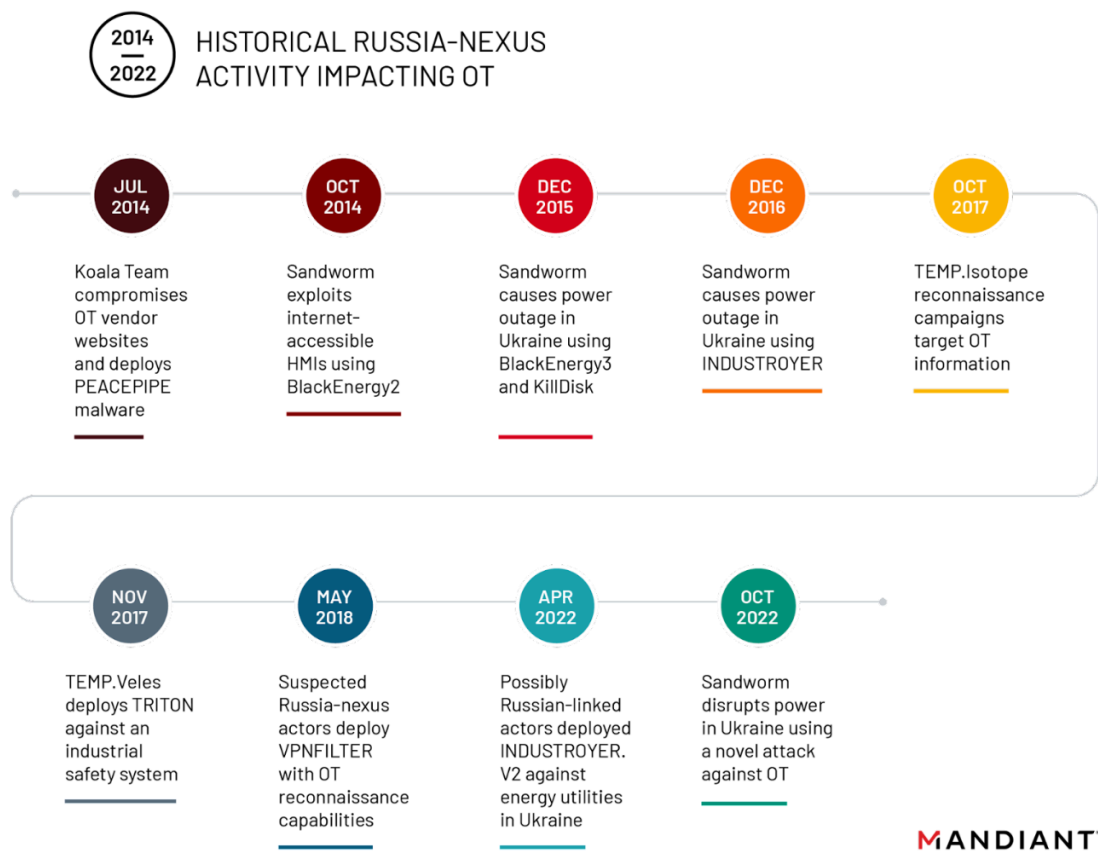 2014
2022
HISTORICAL RUSSIA-NEXUS
ACTIVITY IMPACTING OT
JUL
2014
Koala Team
compromises
OT vendor
websites
and deploys
PEACEPIPE
malware
OCT
2014
Sandworm
exploits
internet-
accessible
HMIs using
BlackEnergy2
DEC
2015
Sandworm
causes power
outage in
Ukraine using
BlackEnergy3
and KillDisk
DEC
2016
Sandworm
causes power
outage in
Ukraine using
INDUSTROYER
OCT
2017
TEMP.Isotope
reconnaissance
campaigns
target OT
information
NOV
2017
TEMP.Veles
deploys TRITON
against an
industrial
safety system
MAY
2018
Suspected
Russia-nexus
actors deploy
VPNFILTER
with OT
reconnaissance
capabilities
APR
2022
Possibly
Russian-linked
actors deployed
INDUSTROYER.
V2 against
energy utilities
in Ukraine
OCT
2022
Sandworm
disrupts power
in Ukraine using
a novel attack
against OT
MANDIANT